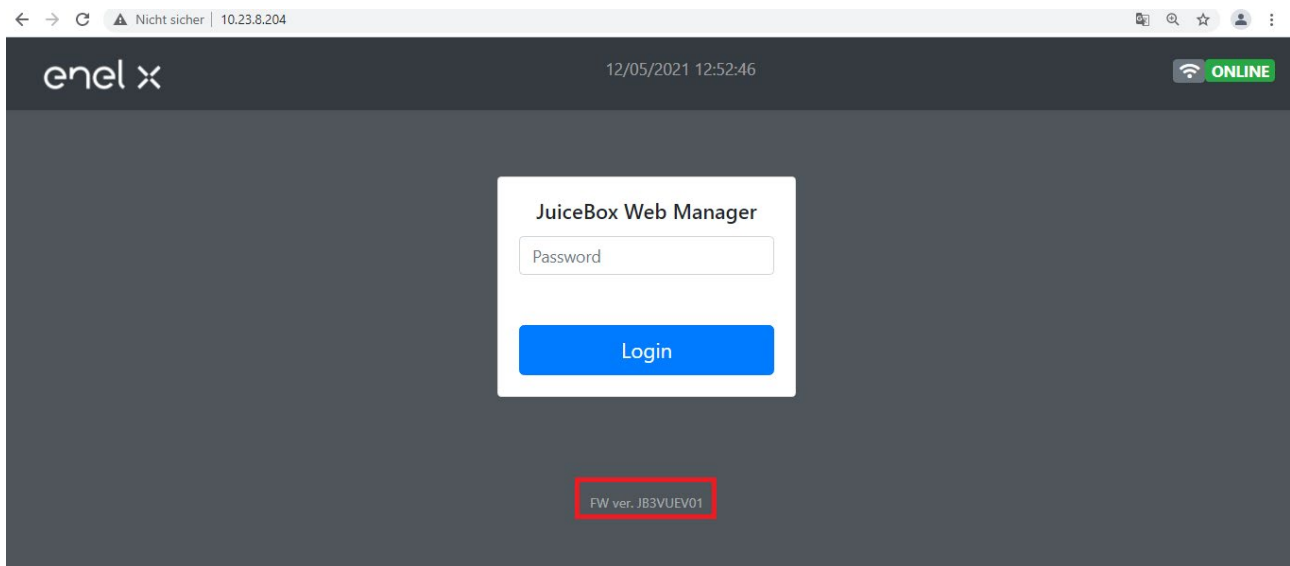 Nicht sicher | 10.23.8.204
enel x
12/05/2021 12:52:46
ONLINE
JuiceBox Web Manager
Password
Login
FW ver. JB3VUEV01